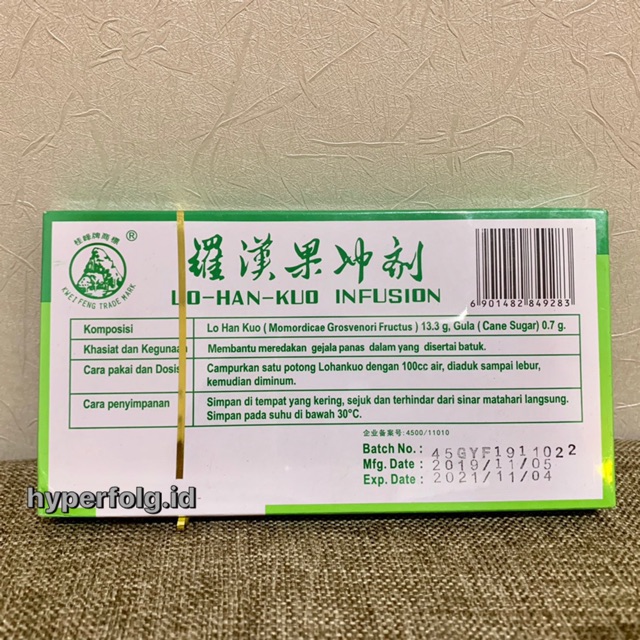 桂峰牌商標
®
KWEI FENG TRADE MARK
羅漢果冲剂
LO-HAN-KUO INFUSION
6 901482 849283
Komposisi
Lo Han Kuo ( Momordicae Grosvenori Fructus ) 13.3 g, Gula ( Cane Sugar) 0.7 g.
Khasiat dan Kegunaan
Membantu meredakan gejala panas dalam yang disertai batuk.
Cara pakai dan Dosis
Campurkan satu potong Lohankuo dengan 100cc air, diaduk sampai lebur,
kemudian diminum.
Cara penyimpanan
Simpan di tempat yang kering, sejuk dan terhindar dari sinar matahari langsung.
Simpan pada suhu di bawah 30°C.
企业备案号: 4500/11010
Batch No. : 45GYF1911022
Mfg. Date : 2019/11/05
Exp. Date : 2021/11/04
hyperfolg.id